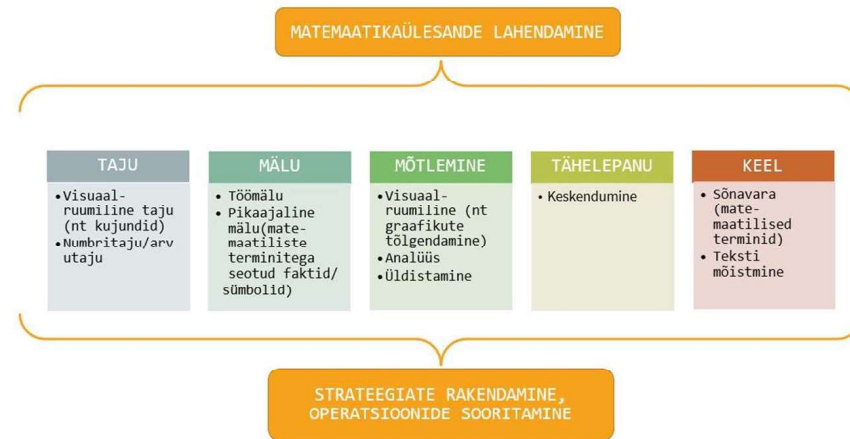 MATEMAATIKAÜLESANDE LAHENDAMINE
TAJU
•Visuaal-
ruumiline taju
(nt kujundid)
•Numbritaju/arv
utaju
MÄLU
• Töömälu
• Pikaajaline
mälu(mate-
maatiliste
terminitega
seotud faktid/
sümbolid)
MÕTLEMINE
•Visuaal-
ruumiline (nt
graafikute
tõlgendamine)
•Analüüs
•Üldistamine
TÄHELEPANU
• Keskendumine
KEEL
• Sõnavara
(mate-
maatilised
terminid)
• Teksti
mõistmine
STRATEEGIATE RAKENDAMINE,
OPERATSIOONIDE SOORITAMINE